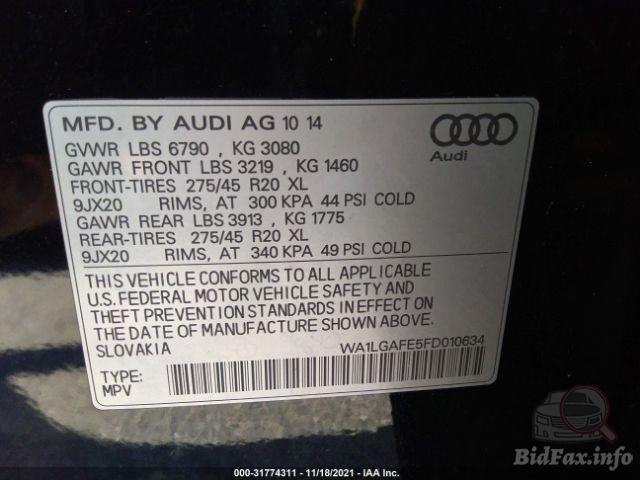 MFD. BY AUDI AG 10 14
Audi
GVWR LBS 6790 , KG 3080
GAWR FRONT LBS 3219 , KG 1460
FRONT-TIRES 275/45 R20 XL
9JX20 RIMS, AT 300 KPA 44 PSI COLD
GAWR REAR LBS 3913 , KG 1775
REAR-TIRES 275/45 R20 XL
9JX20 RIMS, AT 340 KPA 49 PSI COLD
THIS VEHICLE CONFORMS TO ALL APPLICABLE
U.S. FEDERAL MOTOR VEHICLE SAFETY AND
THEFT PREVENTION STANDARDS IN EFFECT ON
THE DATE OF MANUFACTURE SHOWN ABOVE.
SLOVAKIA WA1LGAFE5FD010634
TYPE:
MPV
BidFax.info
000-31774311 - 11/18/2021 - IAA Inc.